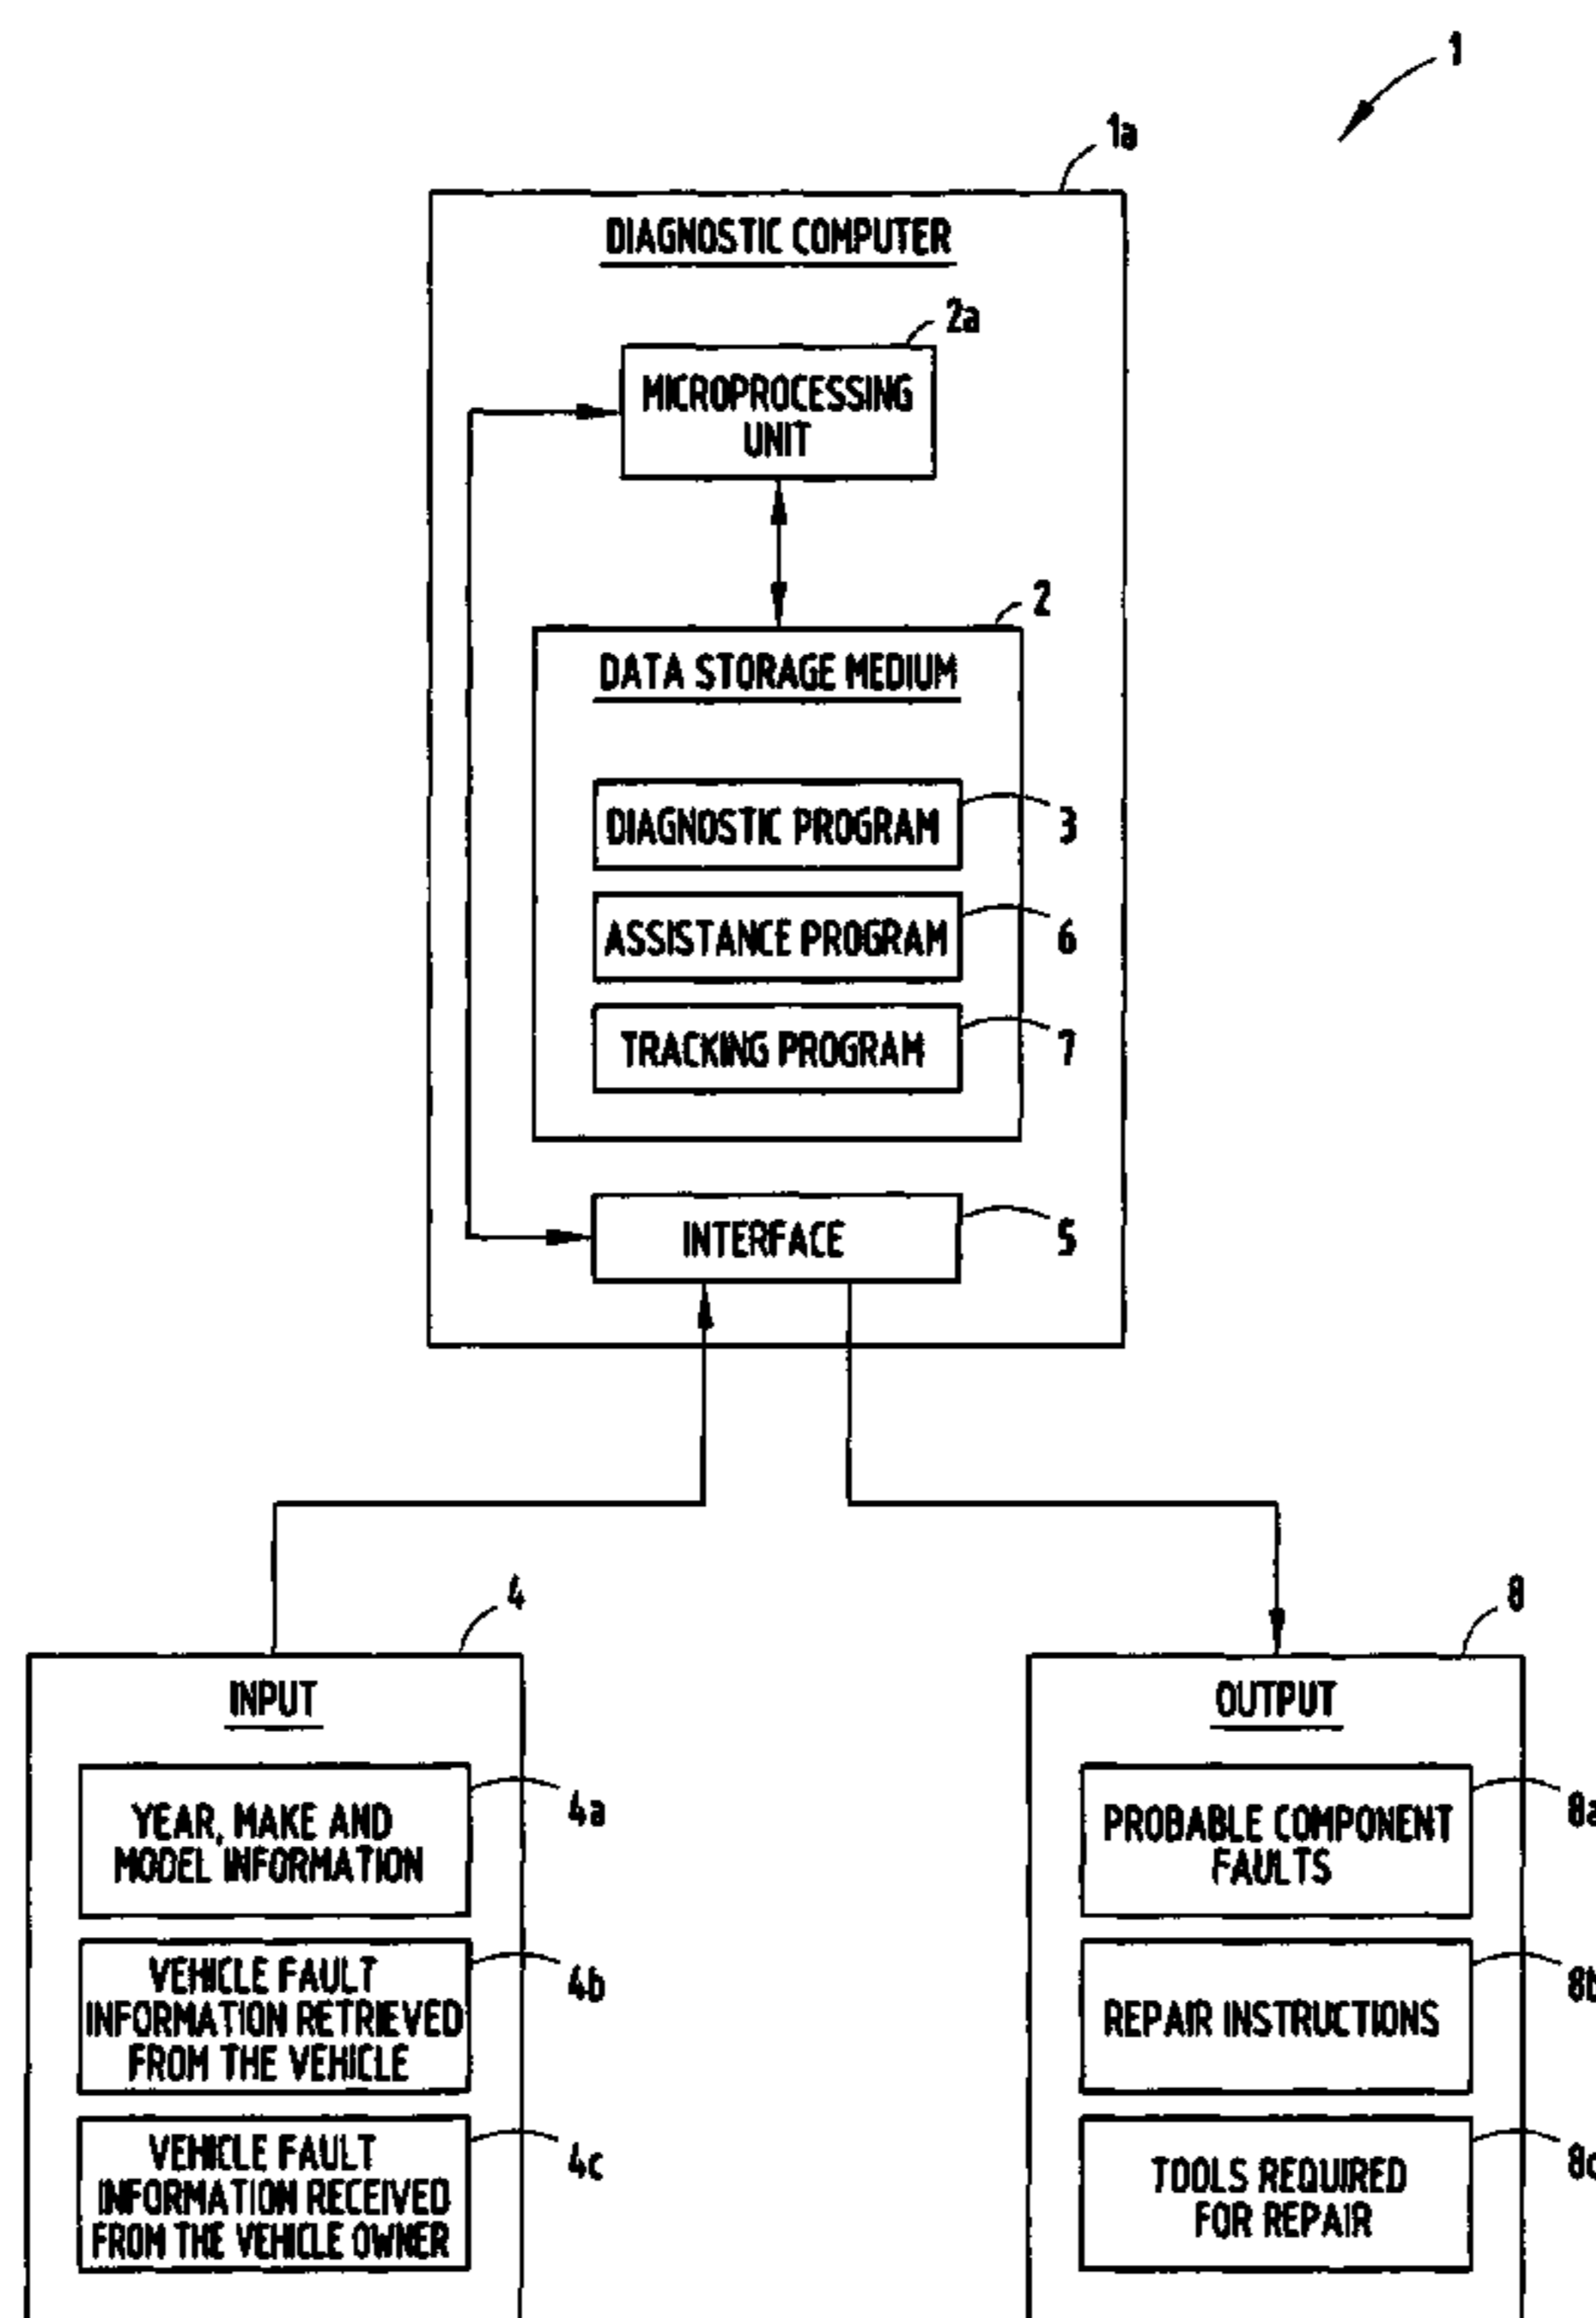 1
1a
DIAGNOSTIC COMPUTER
2a
MICROPROCESSING
UNIT
2
DATA STORAGE MEDIUM
DIAGNOSTIC PROGRAM
3
ASSISTANCE PROGRAM
6
TRACKING PROGRAM
7
INTERFACE
5
4
INPUT
YEAR, MAKE AND
MODEL INFORMATION
4a
VEHICLE FAULT
INFORMATION RETRIEVED
FROM THE VEHICLE
4b
VEHICLE FAULT
INFORMATION RECEIVED
FROM THE VEHICLE OWNER
4c
8
OUTPUT
PROBABLE COMPONENT
FAULTS
8a
REPAIR INSTRUCTIONS
8b
TOOLS REQUIRED
FOR REPAIR
8c